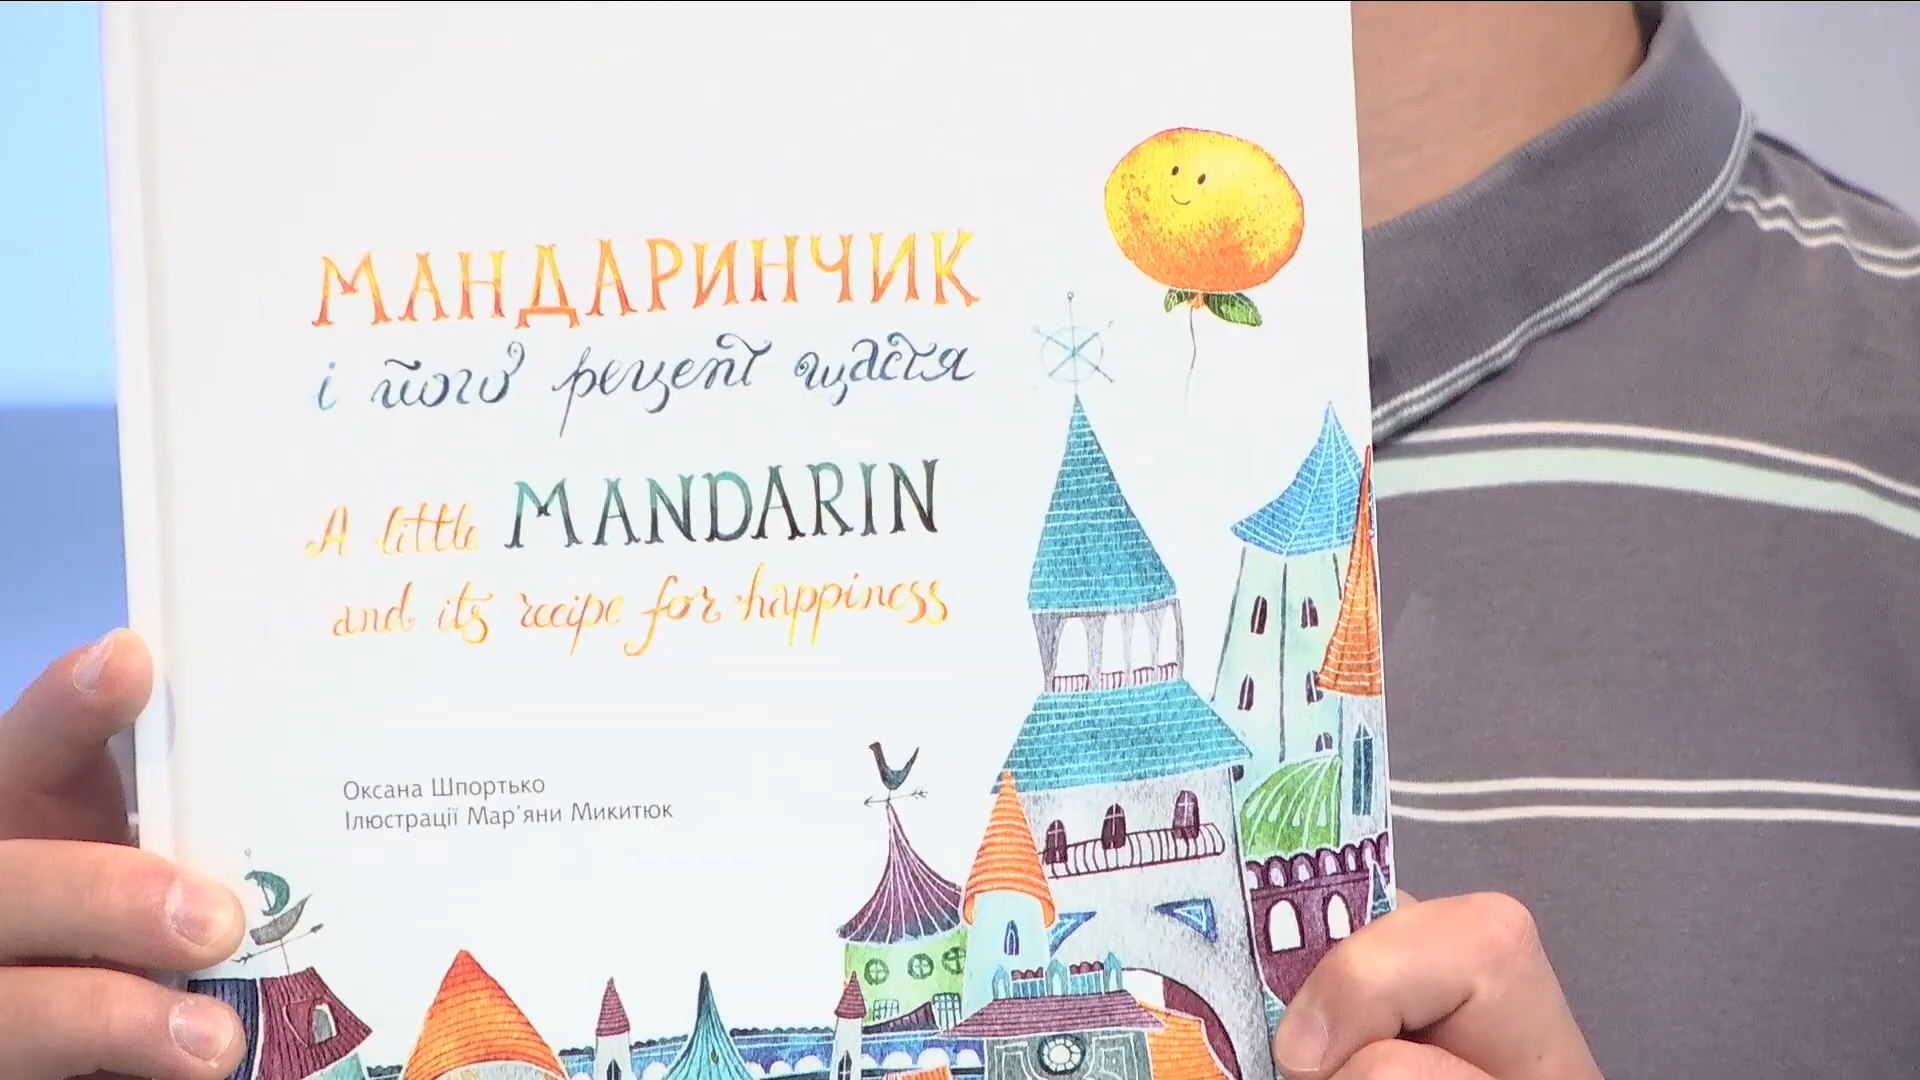 МАНДАРИНЧИК
і його рецепт щастя
A little MANDARIN
and its recipe for happiness
Оксана Шпортько
Ілюстрації Мар'яни Микитюк